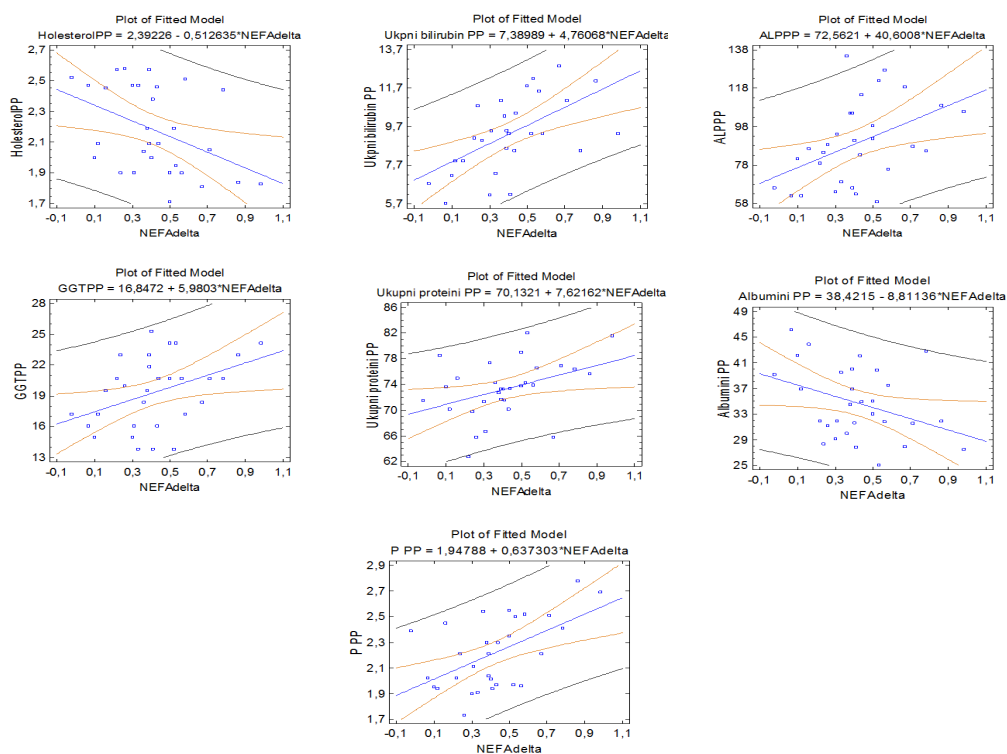 Plot of Fitted Model
HolesterolPP = 2,39226 - 0,512635*NEFADelta
2,7
2,5
2,3
2,1
1,9
1,7
HolesterolPP
-0,1 0,1 0,3 0,5 0,7 0,9 1,1
NEFADelta
Plot of Fitted Model
Ukpni bilirubin PP = 7,38989 + 4,76068*NEFADelta
13,7
11,7
9,7
7,7
5,7
Ukpni bilirubin PP
-0,1 0,1 0,3 0,5 0,7 0,9 1,1
NEFADelta
Plot of Fitted Model
ALPPP = 72,5621 + 40,6008*NEFADelta
138
118
98
78
58
ALPPP
-0,1 0,1 0,3 0,5 0,7 0,9 1,1
NEFADelta
Plot of Fitted Model
GGTPP = 16,8472 + 5,9803*NEFADelta
28
25
22
19
16
13
GGTPP
-0,1 0,1 0,3 0,5 0,7 0,9 1,1
NEFADelta
Plot of Fitted Model
Ukupni proteini PP = 70,1321 + 7,62162*NEFADelta
86
82
78
74
70
66
62
Ukupni proteini PP
-0,1 0,1 0,3 0,5 0,7 0,9 1,1
NEFADelta
Plot of Fitted Model
Albumini PP = 38,4215 - 8,81136*NEFADelta
49
45
41
37
33
29
25
Albumini PP
-0,1 0,1 0,3 0,5 0,7 0,9 1,1
NEFADelta
Plot of Fitted Model
P PP = 1,94788 + 0,637303*NEFADelta
2,9
2,7
2,5
2,3
2,1
1,9
1,7
P PP
-0,1 0,1 0,3 0,5 0,7 0,9 1,1
NEFADelta